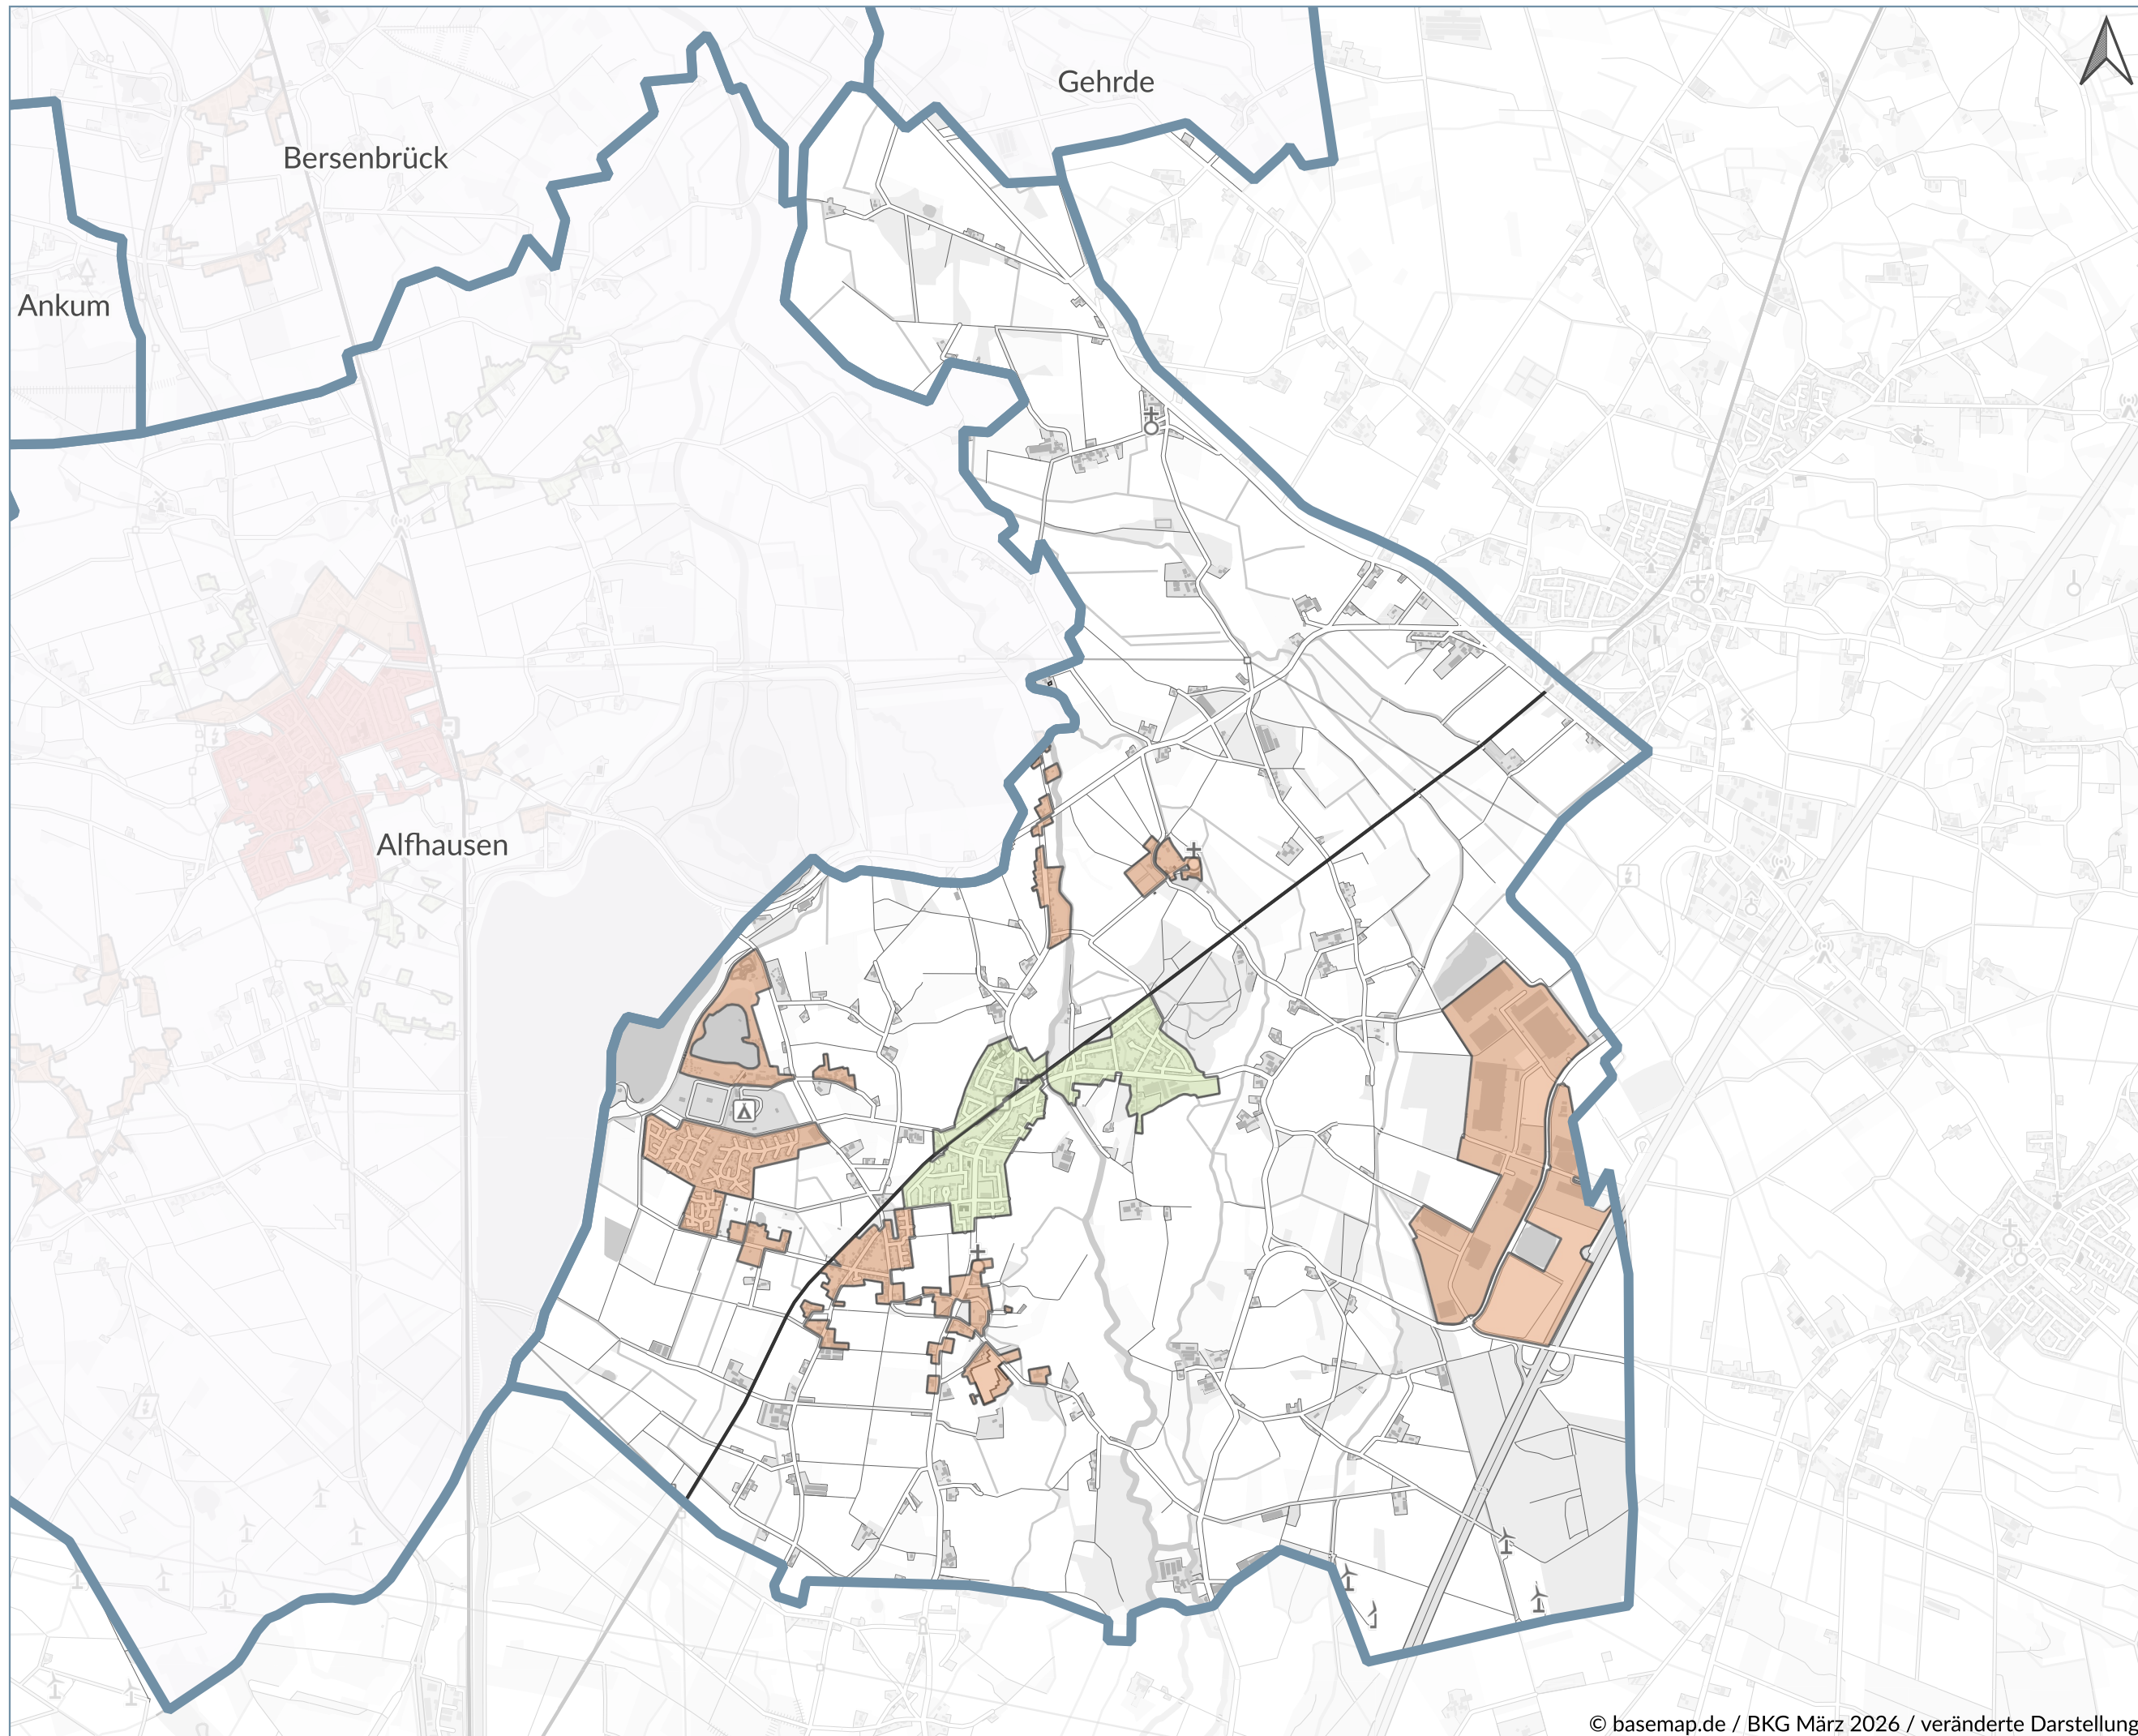 Gehrde
Bersenbrück
Ankum
Alfhausen
© basemap.de / BKG März 2026 / veränderte Darstellung